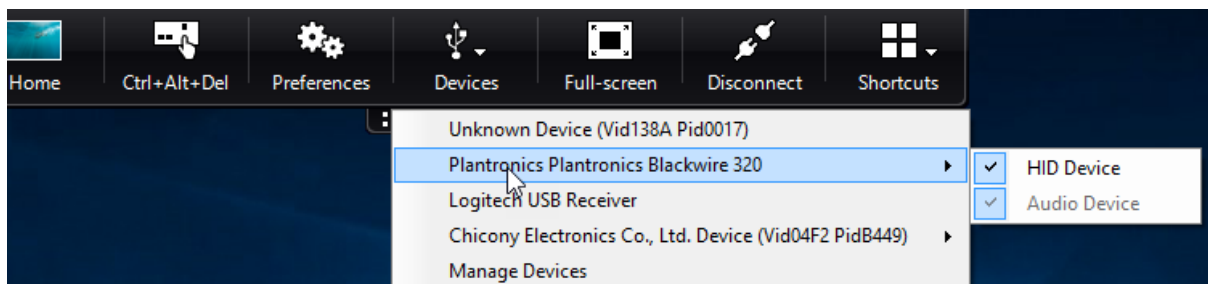 Home
Ctrl+Alt+Del
Preferences
Devices
Full-screen
Disconnect
Shortcuts
Unknown Device (Vid138A Pid0017)
Plantronics Plantronics Blackwire 320
HID Device
Logitech USB Receiver
Audio Device
Chicony Electronics Co., Ltd. Device (Vid04F2 PidB449)
Manage Devices